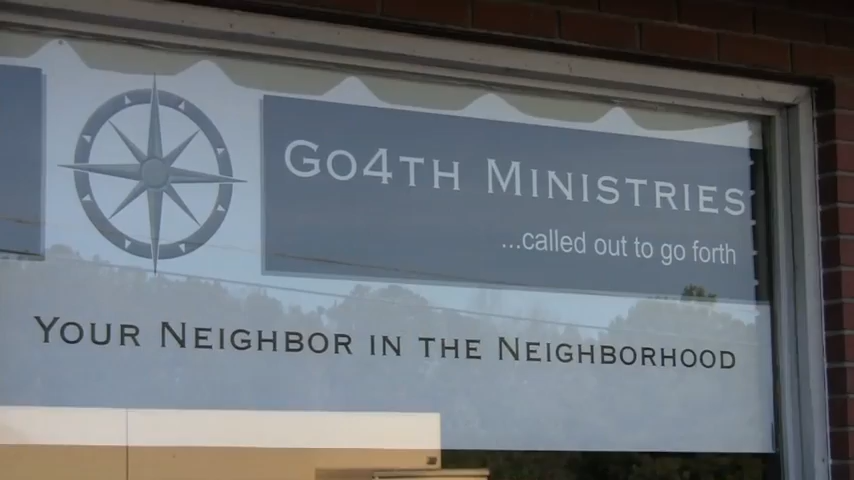 Go4th Ministries
...called out to go forth
Your Neighbor in the Neighborhood